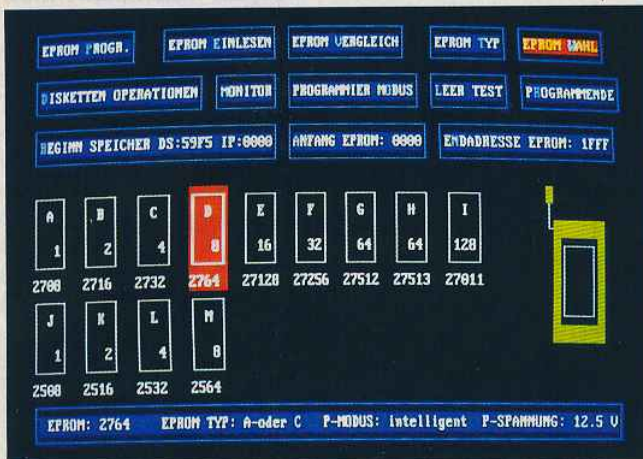 EPROM PROGR. EPROM EINLESEN EPROM VERGLEICH EPROM TYP EPROM WAHL
DISKETTEN OPERATIONEN MONITOR PROGRAMMIER MODUS LEER TEST PROGRAMMENDE
BEGINN SPEICHER DS:59F5 IP:0000 ANFANG EPROM: 0000 ENDADRESSE EPROM: 1FFF
A B C D E F G H I
1 2 4 8 16 32 64 64 128
2708 2716 2732 2764 27128 27256 27512 27513 27011
J K L M
1 2 4 8
2508 2516 2532 2564
EPROM: 2764 EPROM TYP: A-oder C P-MODUS: intelligent P-SPANNUNG: 12.5 V